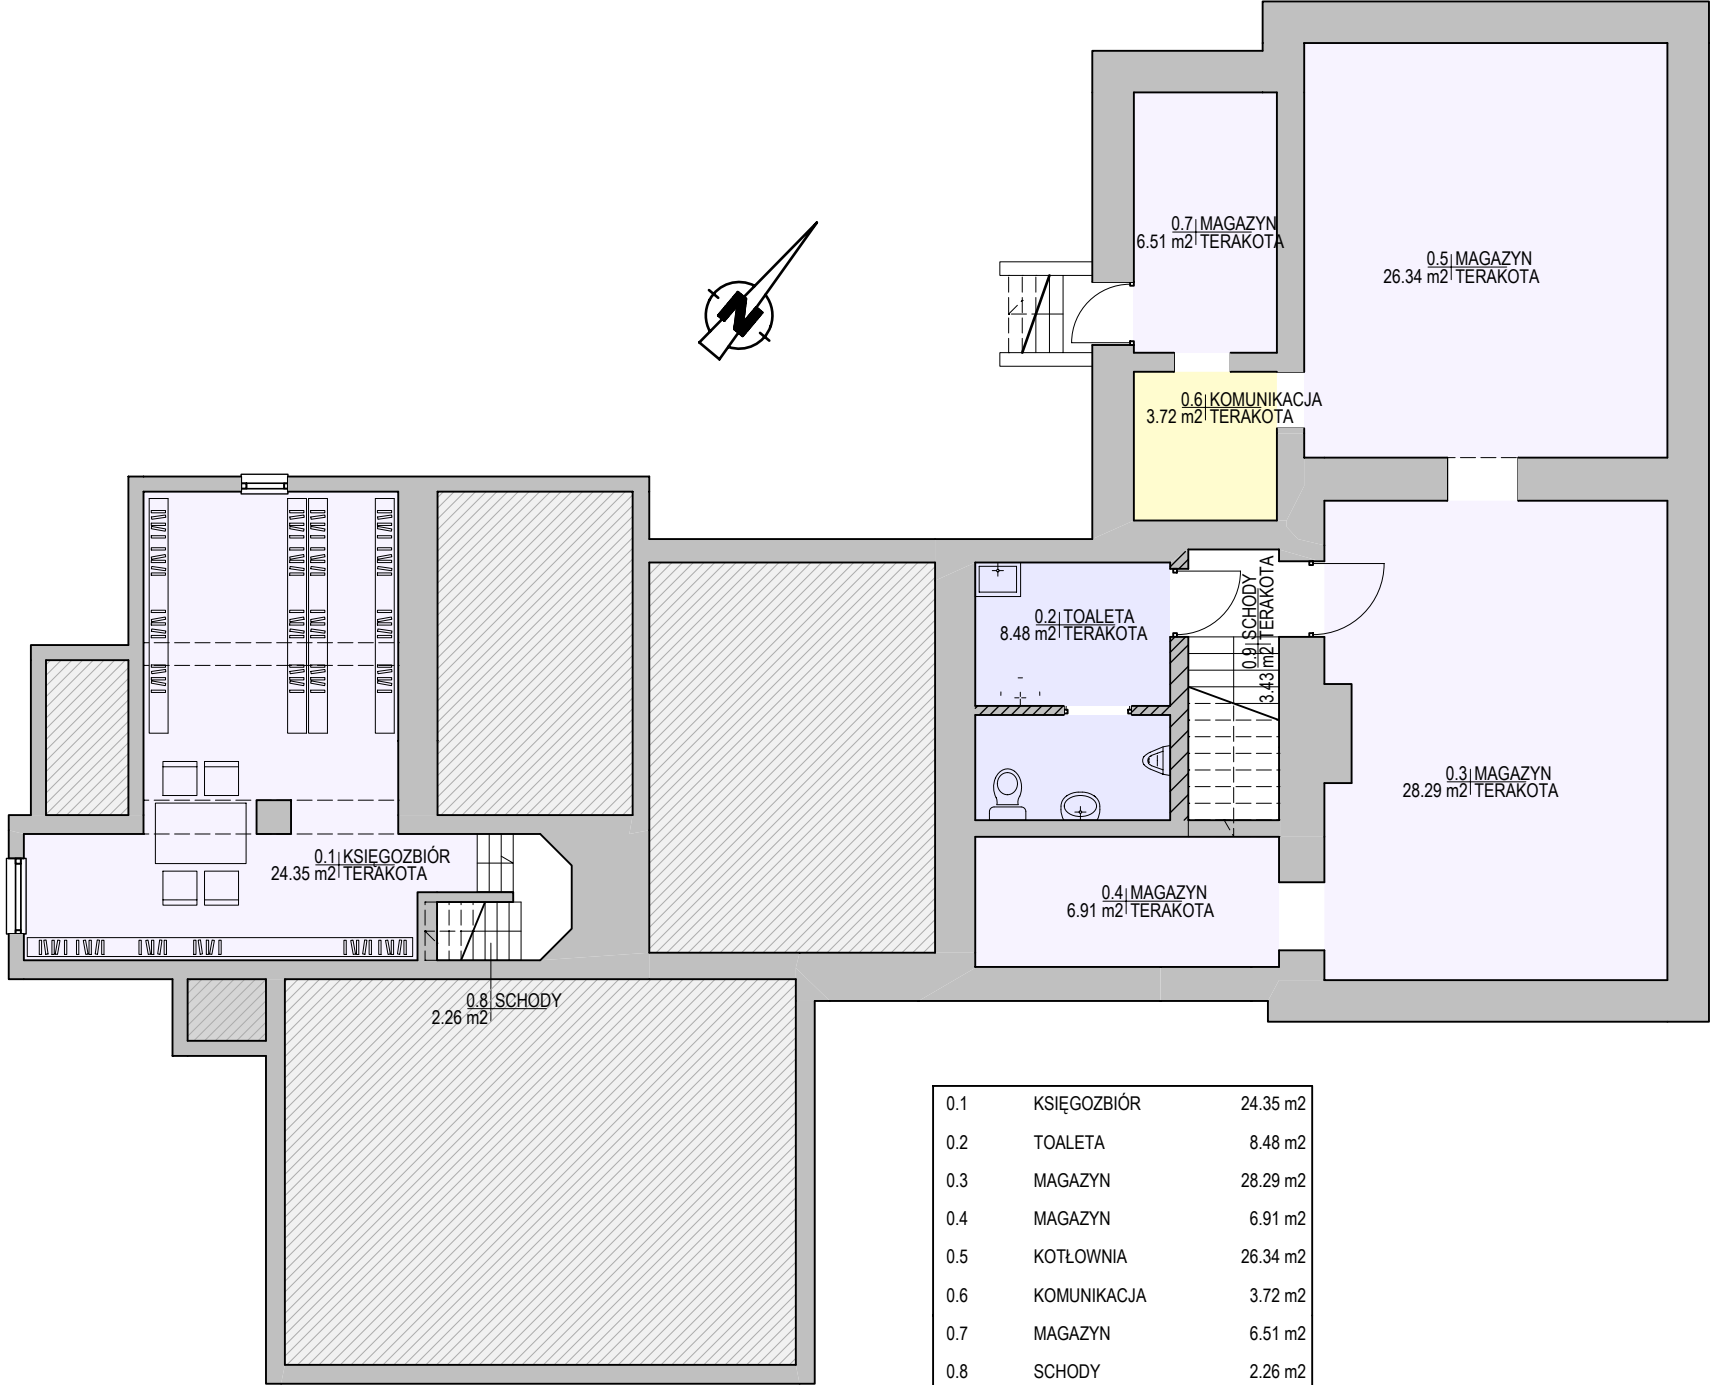 0.7 MAGAZYN
6.51 m2 TERAKOTA
0.5 MAGAZYN
26.34 m2 TERAKOTA
N
0.6 KOMUNIKACJA
3.72 m2 TERAKOTA
0.9 SCHODY
3.43 m2 TERAKOTA
0.2 TOALETA
8.48 m2 TERAKOTA
0.3 MAGAZYN
28.29 m2 TERAKOTA
0.1 KSIĘGOZBIÓR
24.35 m2 TERAKOTA
0.4 MAGAZYN
6.91 m2 TERAKOTA
0.8 SCHODY
2.26 m2
0.1 KSIĘGOZBIÓR 24.35 m2
0.2 TOALETA 8.48 m2
0.3 MAGAZYN 28.29 m2
0.4 MAGAZYN 6.91 m2
0.5 KOTŁOWNIA 26.34 m2
0.6 KOMUNIKACJA 3.72 m2
0.7 MAGAZYN 6.51 m2
0.8 SCHODY 2.26 m2